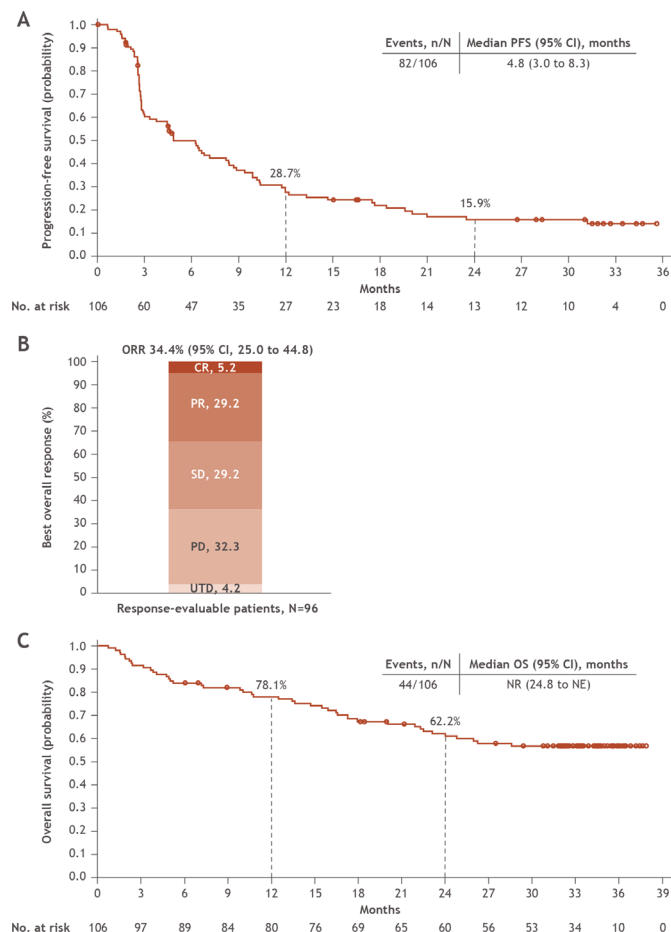 A
Progression-free survival (probability)
1.0
0.9
0.8
0.7
0.6
0.5
0.4
0.3
0.2
0.1
0.0
Events, n/N Median PFS (95% CI), months
82/106 4.8 (3.0 to 8.3)
28.7%
15.9%
0 3 6 9 12 15 18 21 24 27 30 33 36
Months
No. at risk 106 60 47 35 27 23 18 14 13 12 10 4 0
B
ORR 34.4% (95% CI, 25.0 to 44.8)
Best overall response (%)
100
90
80
70
60
50
40
30
20
10
0
CR, 5.2
PR, 29.2
SD, 29.2
PD, 32.3
UTD, 4.2
Response-evaluable patients, N=96
C
Overall survival (probability)
1.0
0.9
0.8
0.7
0.6
0.5
0.4
0.3
0.2
0.1
0.0
Events, n/N Median OS (95% CI), months
44/106 NR (24.8 to NE)
78.1%
62.2%
0 3 6 9 12 15 18 21 24 27 30 33 36 39
Months
No. at risk 106 97 89 84 80 76 69 65 60 56 53 34 10 0